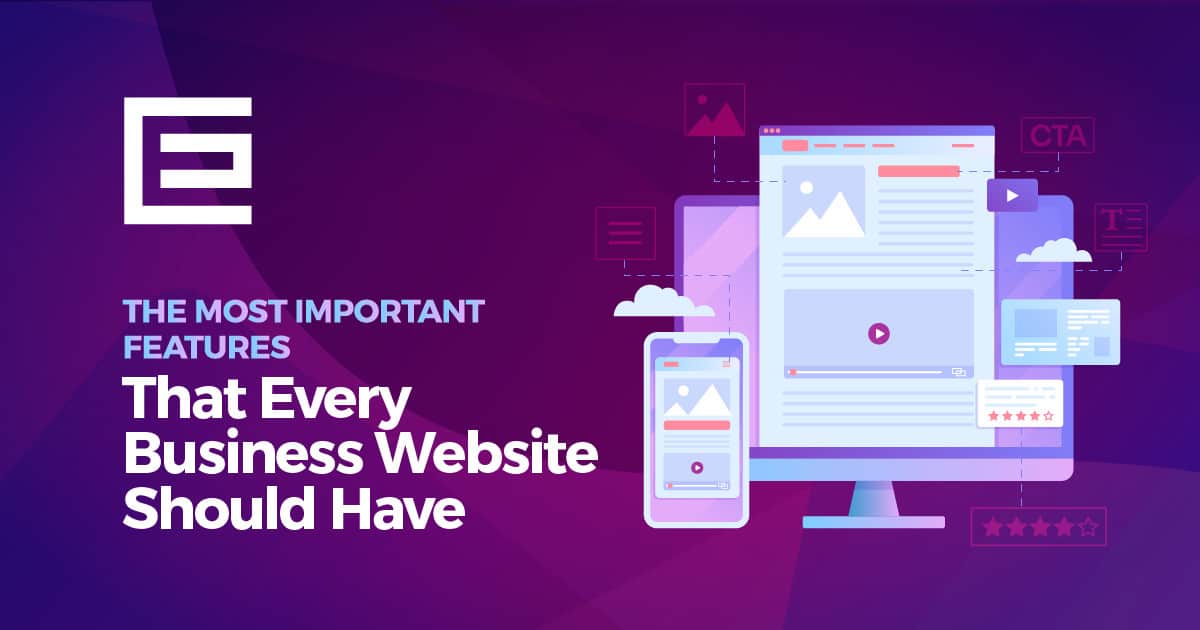 THE MOST IMPORTANT
FEATURES
That Every
Business Website
Should Have
CTA
T